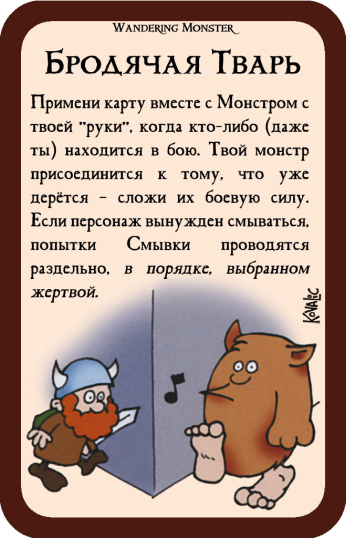 Wandering Monster
Бродячая Тварь
Примени карту вместе с Монстром с
твоей "руки", когда кто-либо (даже
ты) находится в бою. Твой монстр
присоединится к тому, что уже
дерётся – сложи их боевую силу.
Если персонаж вынужден смываться,
попытки Смывки проводятся
раздельно, в порядке, выбранном
жертвой.
Kovalic